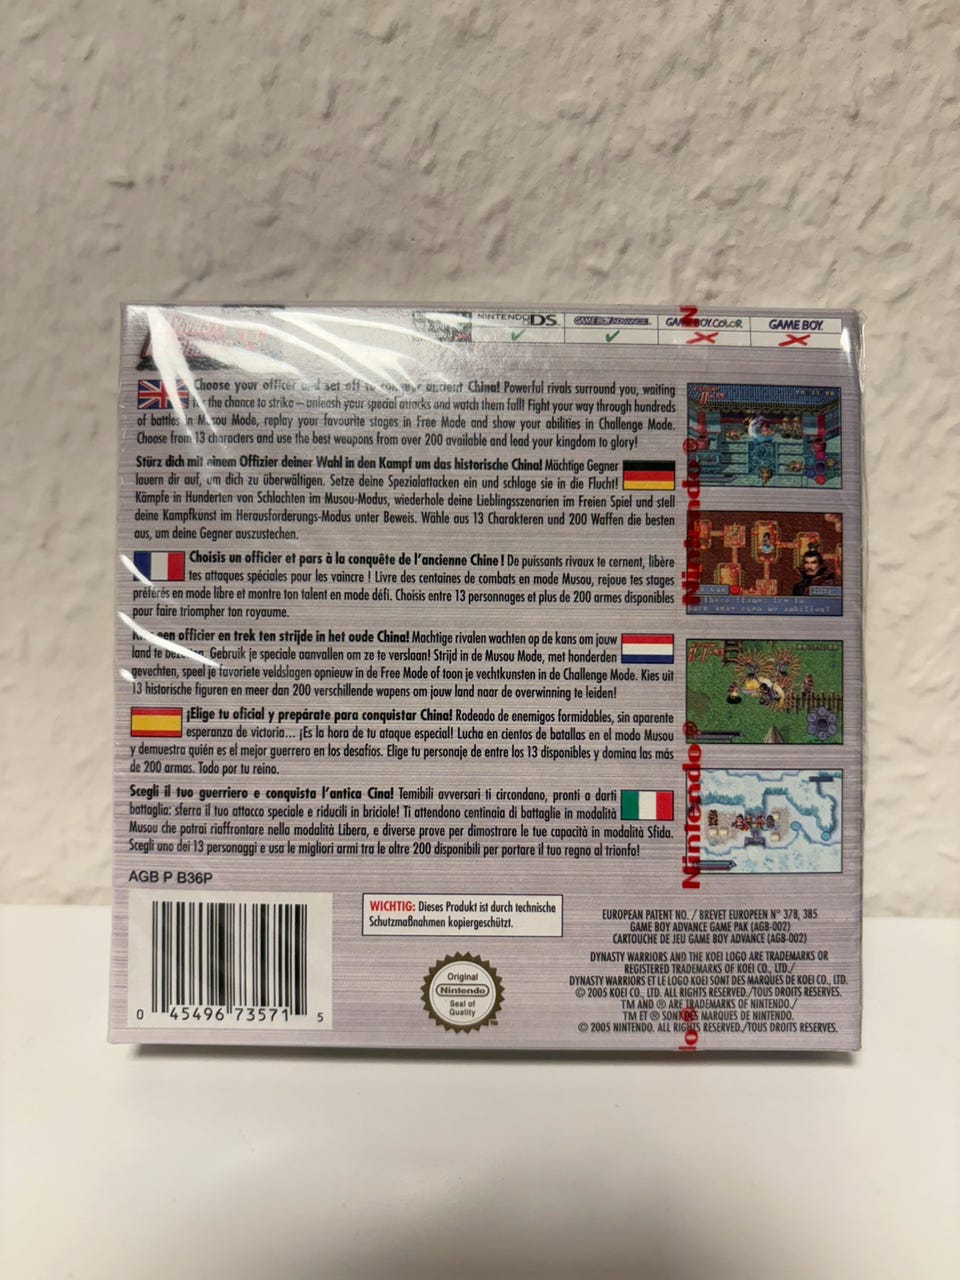 NINTENDO DS
GAME BOY ADVANCE
GAME BOY COLOR
GAME BOY
Choose your officer and set off to conquer ancient China! Powerful rivals surround you, waiting
for the chance to strike – unleash your special attacks and watch them fall! Fight your way through hundreds
of battles in Musou Mode, replay your favourite stages in Free Mode and show your abilities in Challenge Mode.
Choose from 13 characters and use the best weapons from over 200 available and lead your kingdom to glory!
Stürz dich mit einem Offizier deiner Wahl in den Kampf um das historische China! Mächtige Gegner
lauern dir auf, um dich zu überwältigen. Setze deine Spezialattacken ein und schlage sie in die Flucht!
Kämpfe in Hunderten von Schlachten im Musou-Modus, wiederhole deine Lieblingsszenarien im Freien Spiel und stell
deine Kampfkunst im Herausforderungs-Modus unter Beweis. Wähle aus 13 Charakteren und 200 Waffen die besten
aus, um deine Gegner auszustechen.
Choisis un officier et pars à la conquête de l'ancienne Chine ! De puissants rivaux te cernent, libère
tes attaques spéciales pour les vaincre ! Livre des centaines de combats en mode Musou, rejoue tes stages
préférés en mode libre et montre ton talent en mode défi. Choisis entre 13 personnages et plus de 200 armes disponibles
pour faire triompher ton royaume.
een officier en trek ten strijde in het oude China! Machtige rivalen wachten op de kans om jouw
land te Gebruik je speciale aanvallen om ze te verslaan! Strijd in de Musou Mode, met honderden
gevechten, speel je favoriete veldslagen opnieuw in de Free Mode of toon je vechtkunsten in de Challenge Mode. Kies uit
13 historische figuren en meer dan 200 verschillende wapens om jouw land naar de overwinning te leiden!
¡Elige tu oficial y prepárate para conquistar China! Rodeado de enemigos formidables, sin aparente
esperanza de victoria... ¡Es la hora de tu ataque especial! Lucha en cientos de batallas en el modo Musou
y demuestra quién es el mejor guerrero en los desafíos. Elige tu personaje de entre los 13 disponibles y domina las más
de 200 armas. Todo por tu reino.
Scegli il tuo guerriero e conquista l'antica Cina! Temibili avversari ti circondano, pronti a darti
battaglia: sferra il tuo attacco speciale e riducili in briciole! Ti attendono centinaia di battaglie in modalità
Musou che potrai riaffrontare nella modalità Libera, e diverse prove per dimostrare le tue capacità in modalità Sfida.
Scegli uno dei 13 personaggi e usa le migliori armi tra le oltre 200 disponibili per portare il tuo regno al trionfo!
Nintendo®
Nintendo®
AGB P B36P
0 45496 73571 5
WICHTIG: Dieses Produkt ist durch technische
Schutzmaßnahmen kopiergeschützt.
Original
Nintendo
Seal of
Quality
EUROPEAN PATENT NO. / BREVET EUROPEEN N° 378, 385
GAME BOY ADVANCE GAME PAK (AGB-002)
CARTOUCHE DE JEU GAME BOY ADVANCE (AGB-002)
DYNASTY WARRIORS AND THE KOEI LOGO ARE TRADEMARKS OR
REGISTERED TRADEMARKS OF KOEI CO., LTD./
DYNASTY WARRIORS ET LE LOGO KOEI SONT DES MARQUES DE KOEI CO., LTD.
© 2005 KOEI CO., LTD. ALL RIGHTS RESERVED./TOUS DROITS RESERVES.
TM AND ® ARE TRADEMARKS OF NINTENDO./
TM ET ® SONT DES MARQUES DE NINTENDO.
© 2005 NINTENDO. ALL RIGHTS RESERVED./TOUS DROITS RESERVES.